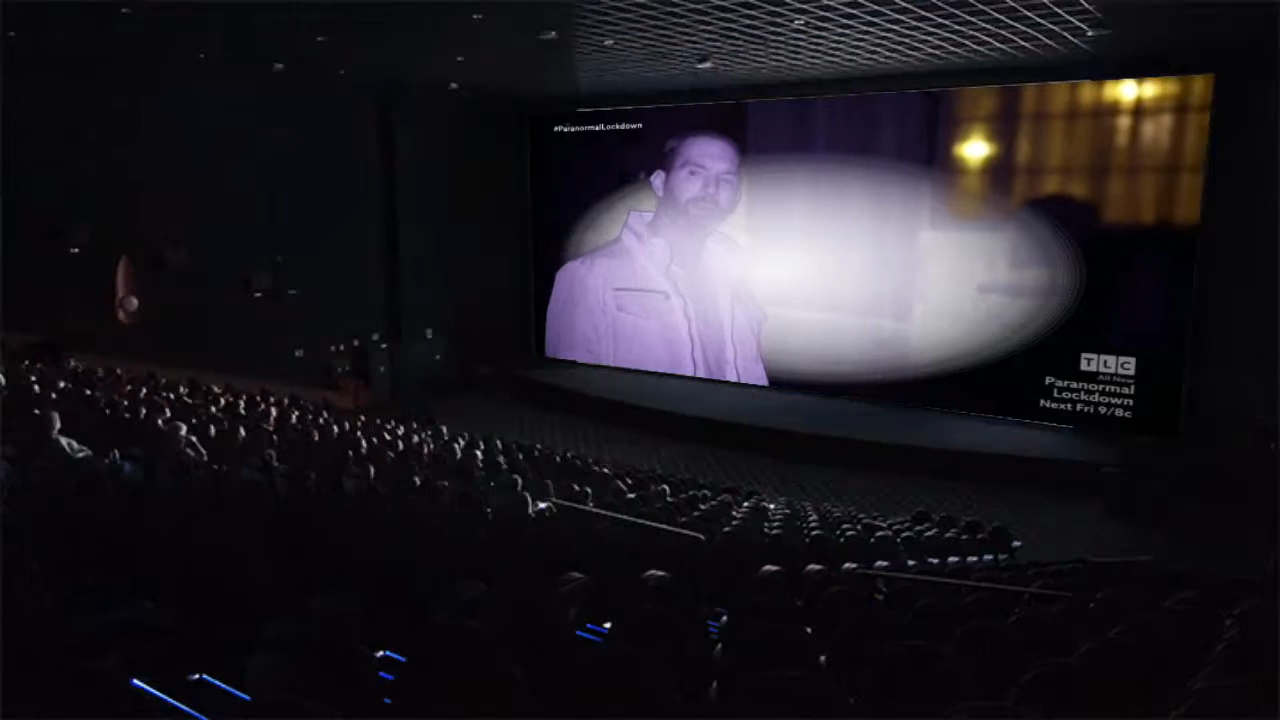 #ParanormalLockdown
TLC
All New
Paranormal
Lockdown
Next Fri 9/8c